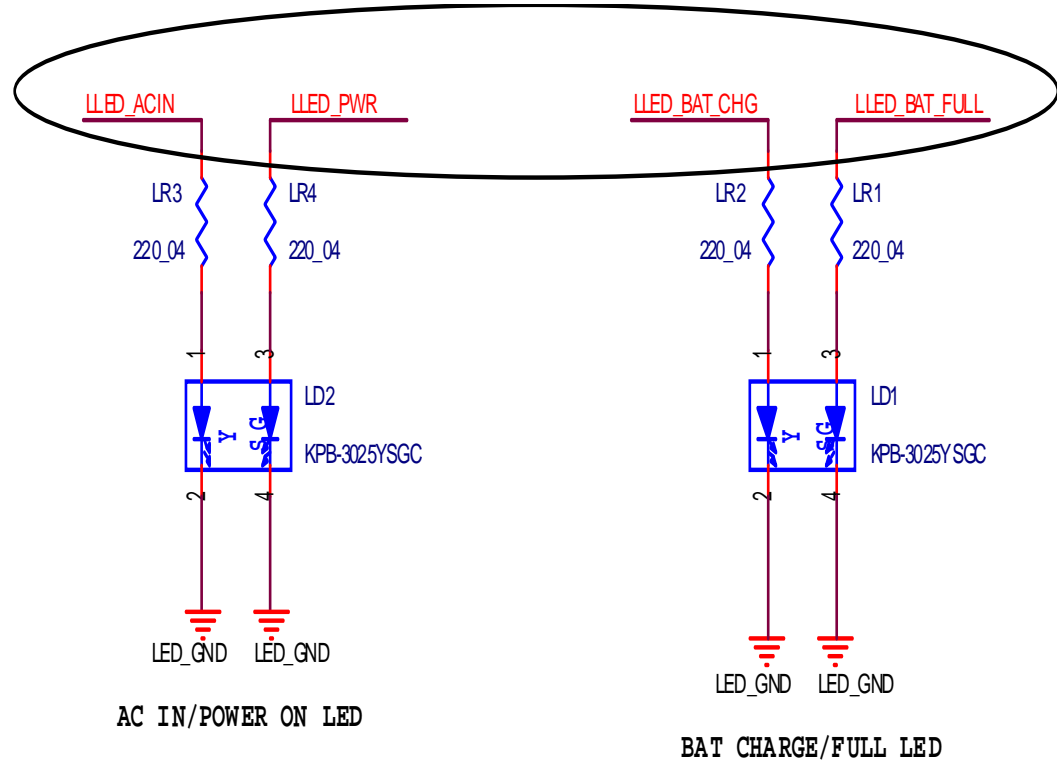 LLED_ACIN LLED_PWR LLED_BAT_CHG LLED_BAT_FULL
LR3 LR4 LR2 LR1
220_04 220_04 220_04 220_04
1 3 1 3
LD2 LD1
Y SG Y SG
KPB-3025YSGC KPB-3025YSGC
2 4 2 4
LED_GND LED_GND
LED_GND LED_GND
AC IN/POWER ON LED
BAT CHARGE/FULL LED